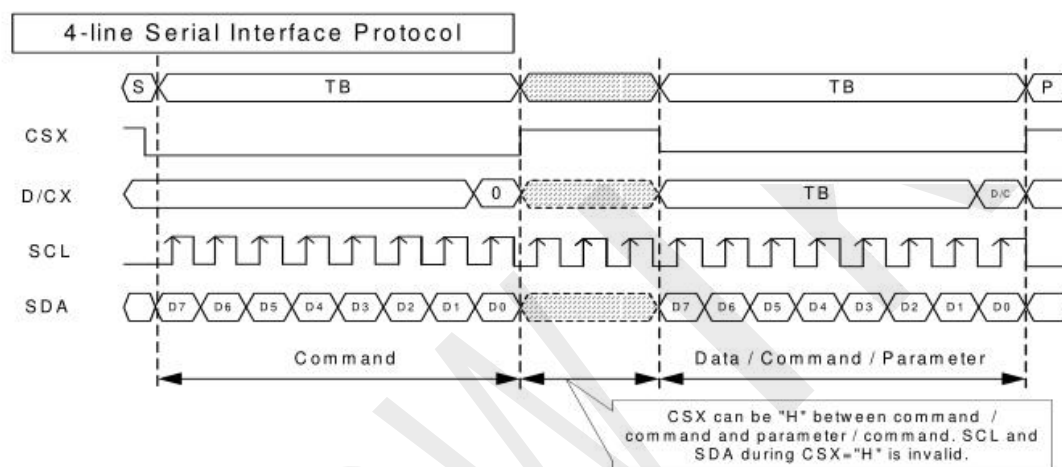 4-line Serial Interface Protocol
S TB TB P
CSX
D/CX 0 TB D/C
SCL
SDA D7 D6 D5 D4 D3 D2 D1 D0 D7 D6 D5 D4 D3 D2 D1 D0
Command Data / Command / Parameter
CSX can be "H" between command /
command and parameter / command. SCL and
SDA during CSX="H" is invalid.